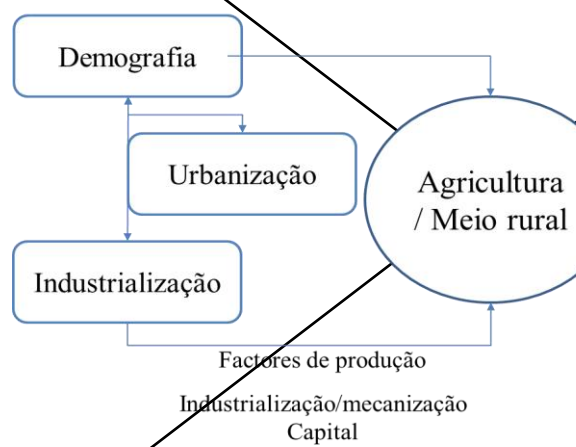 Demografia
Urbanização
Agricultura
/ Meio rural
Industrialização
Factores de produção
Industrialização/mecanização
Capital